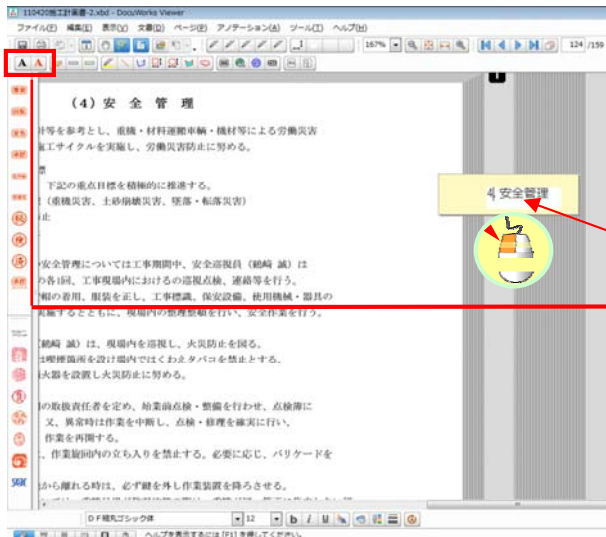 110420施工計画書-2.xbd - DocuWorks Viewer
ファイル(F) 編集(E) 表示(V) 文書(D) ページ(P) アノテーション(A) ツール(T) ヘルプ(H)
167%
124 /159
A A
(4) 安 全 管 理
計等を参考とし、重機・材料運搬車輌・機材等による労働災害
施工サイクルを実施し、労働災害防止に努める。
標
下記の重点目標を積極的に推進する。
(重機災害、土砂崩壊災害、墜落・転落災害)
止
4) 安全管理
安全管理については工事期間中、安全巡視員（鶴崎 誠）は
の各1回、工事現場内におけるの巡視点検、連絡等を行う。
帽の着用、服装を正し、工事標識、保安設備、使用機械・器具の
実施するとともに、現場内の整理整頓を行い、安全作業を行う。
鶴崎 誠）は、現場内を巡視し、火災防止を図る。
は喫煙箇所を設け場内ではくわえタバコを禁止とする。
火器を設置し火災防止に努める。
の取扱責任者を定め、始業前点検・整備を行わせ、点検簿に
又、異常時は作業を中断し、点検・修理を確実に行い、
作業を再開する。
、作業旋回内の立ち入りを禁止する。必要に応じ、バリケードを
から離れる時は、必ず鍵を外し作業装置を降ろさせる。
ＤＦ細丸ゴシック体
12
b I U
ヘルプを表示するには [F1] を押してください。